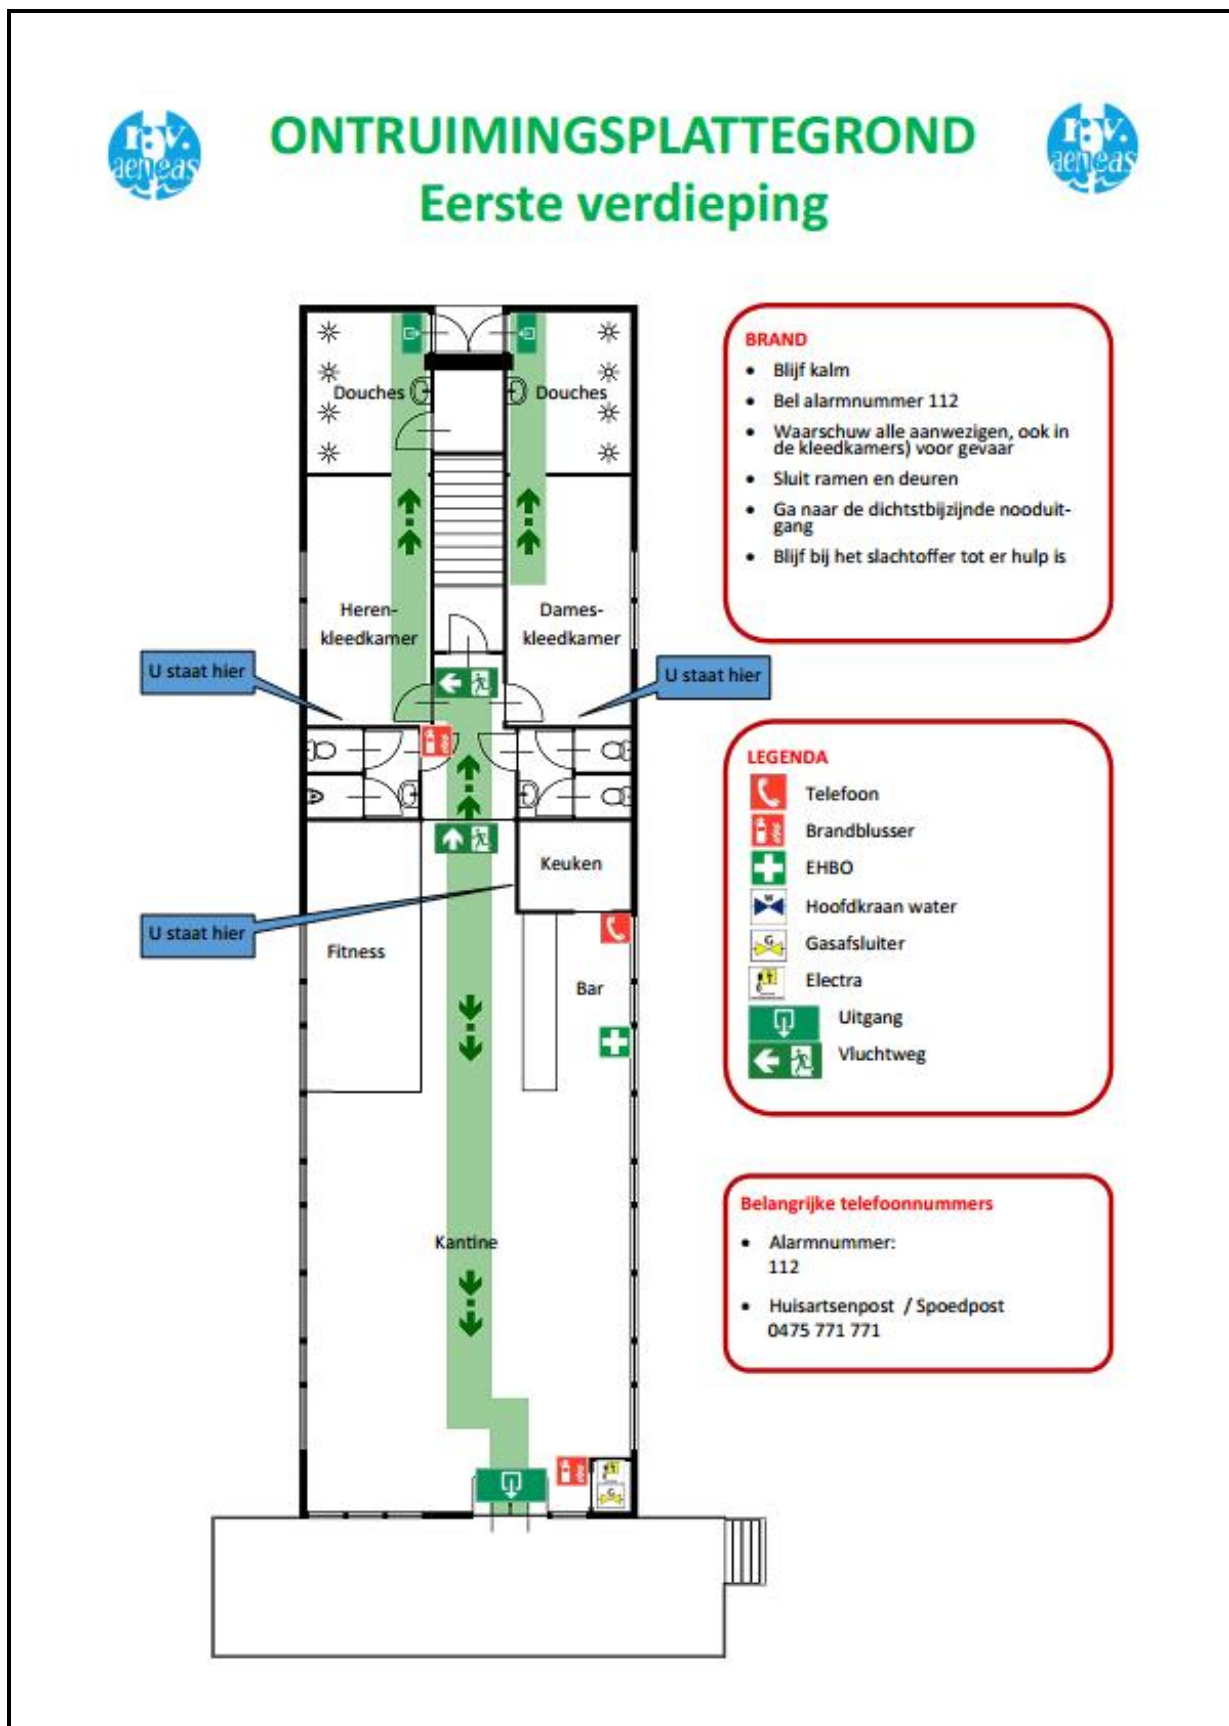 r.v. aeneas
ONTRUIMINGSPLATTEGROND
r.v. aeneas
Eerste verdieping
BRAND
• Blijf kalm
• Bel alarmnummer 112
• Waarschuw alle aanwezigen, ook in
de kleedkamers) voor gevaar
• Sluit ramen en deuren
• Ga naar de dichtstbijzijnde nooduit-
gang
• Blijf bij het slachtoffer tot er hulp is
Douches
Douches
Heren-
kleedkamer
Dames-
kleedkamer
U staat hier
U staat hier
Keuken
U staat hier
Fitness
Bar
Kantine
G
LEGENDA
Telefoon
Brandblusser
EHBO
W
Hoofdkraan water
G
Gasafsluiter
Electra
Uitgang
Vluchtweg
Belangrijke telefoonnummers
• Alarmnummer:
112
• Huisartsenpost / Spoedpost
0475 771 771